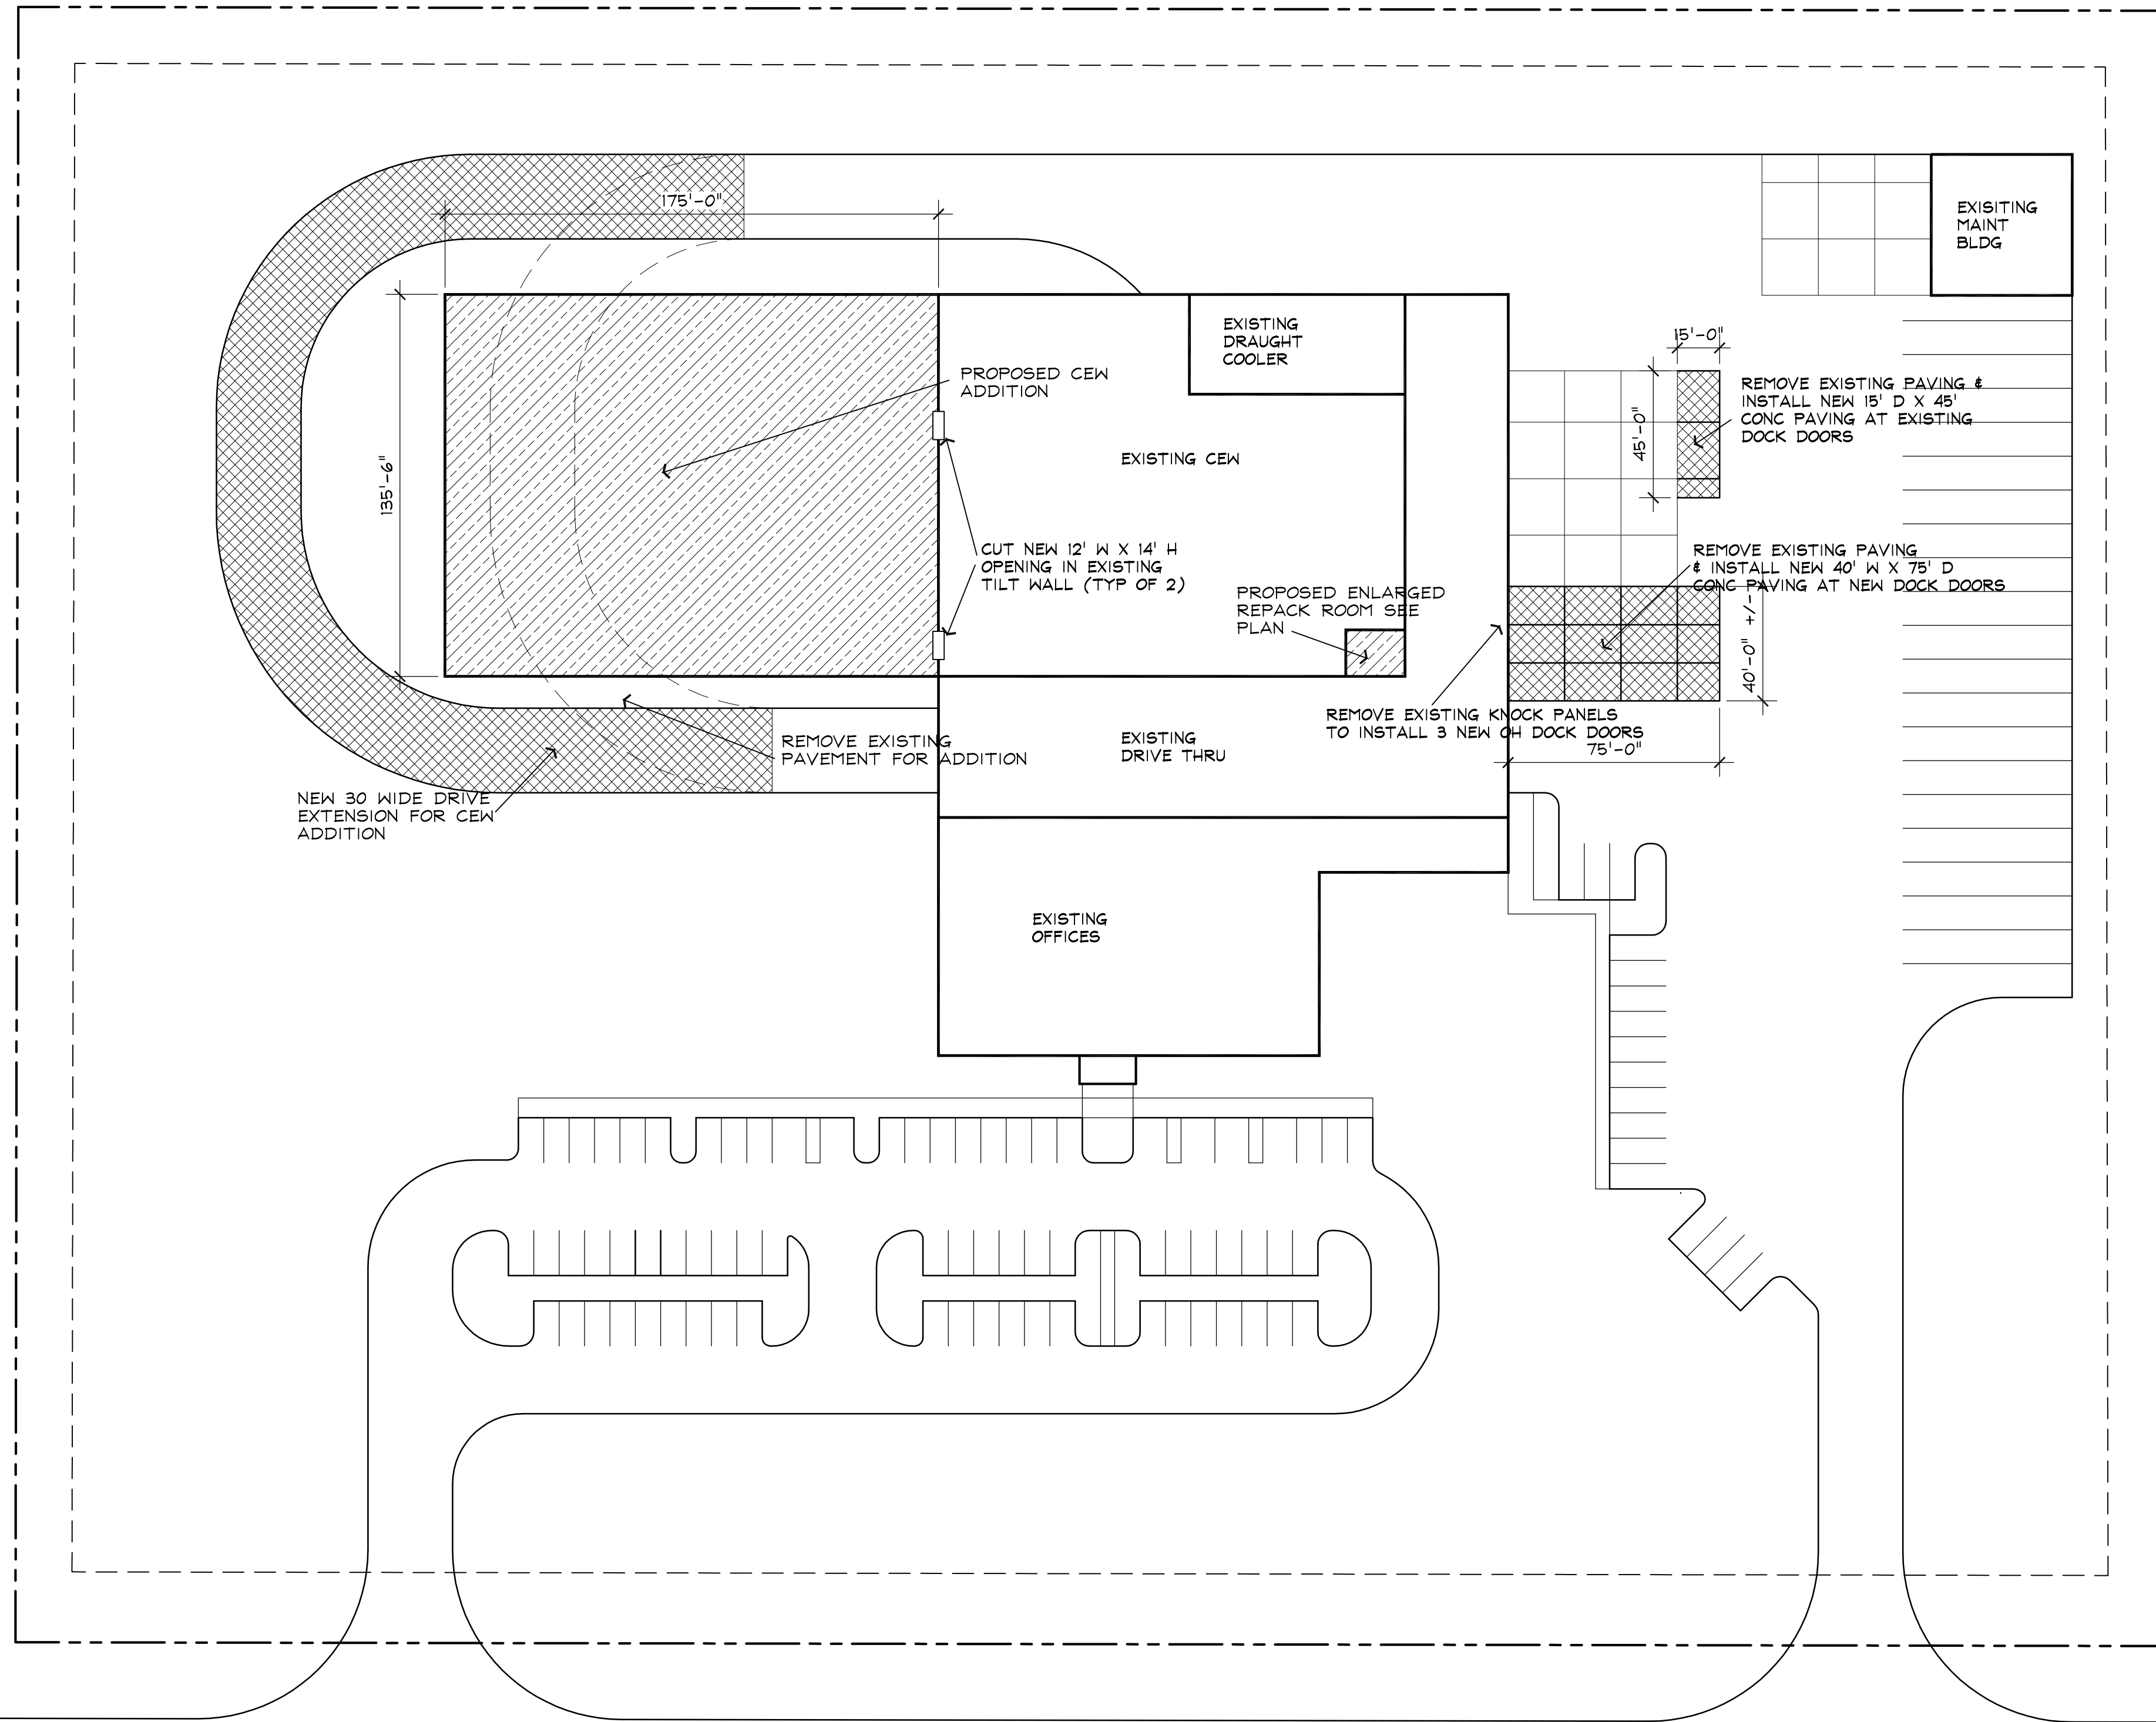 175'-0"
EXISITING
MAINT
BLDG
EXISTING
DRAUGHT
COOLER
15'-0"
PROPOSED CEW
ADDITION
REMOVE EXISTING PAVING &
INSTALL NEW 15' D X 45'
CONC PAVING AT EXISTING
DOCK DOORS
45'-0"
EXISTING CEW
135'-6"
CUT NEW 12' W X 14' H
OPENING IN EXISTING
TILT WALL (TYP OF 2)
REMOVE EXISTING PAVING
& INSTALL NEW 40' W X 75' D
CONC PAVING AT NEW DOCK DOORS
PROPOSED ENLARGED
REPACK ROOM SEE
PLAN
40'-0" +/-
REMOVE EXISTING KNOCK PANELS
TO INSTALL 3 NEW OH DOCK DOORS
75'-0"
REMOVE EXISTING
PAVEMENT FOR ADDITION
EXISTING
DRIVE THRU
NEW 30 WIDE DRIVE
EXTENSION FOR CEW
ADDITION
EXISTING
OFFICES